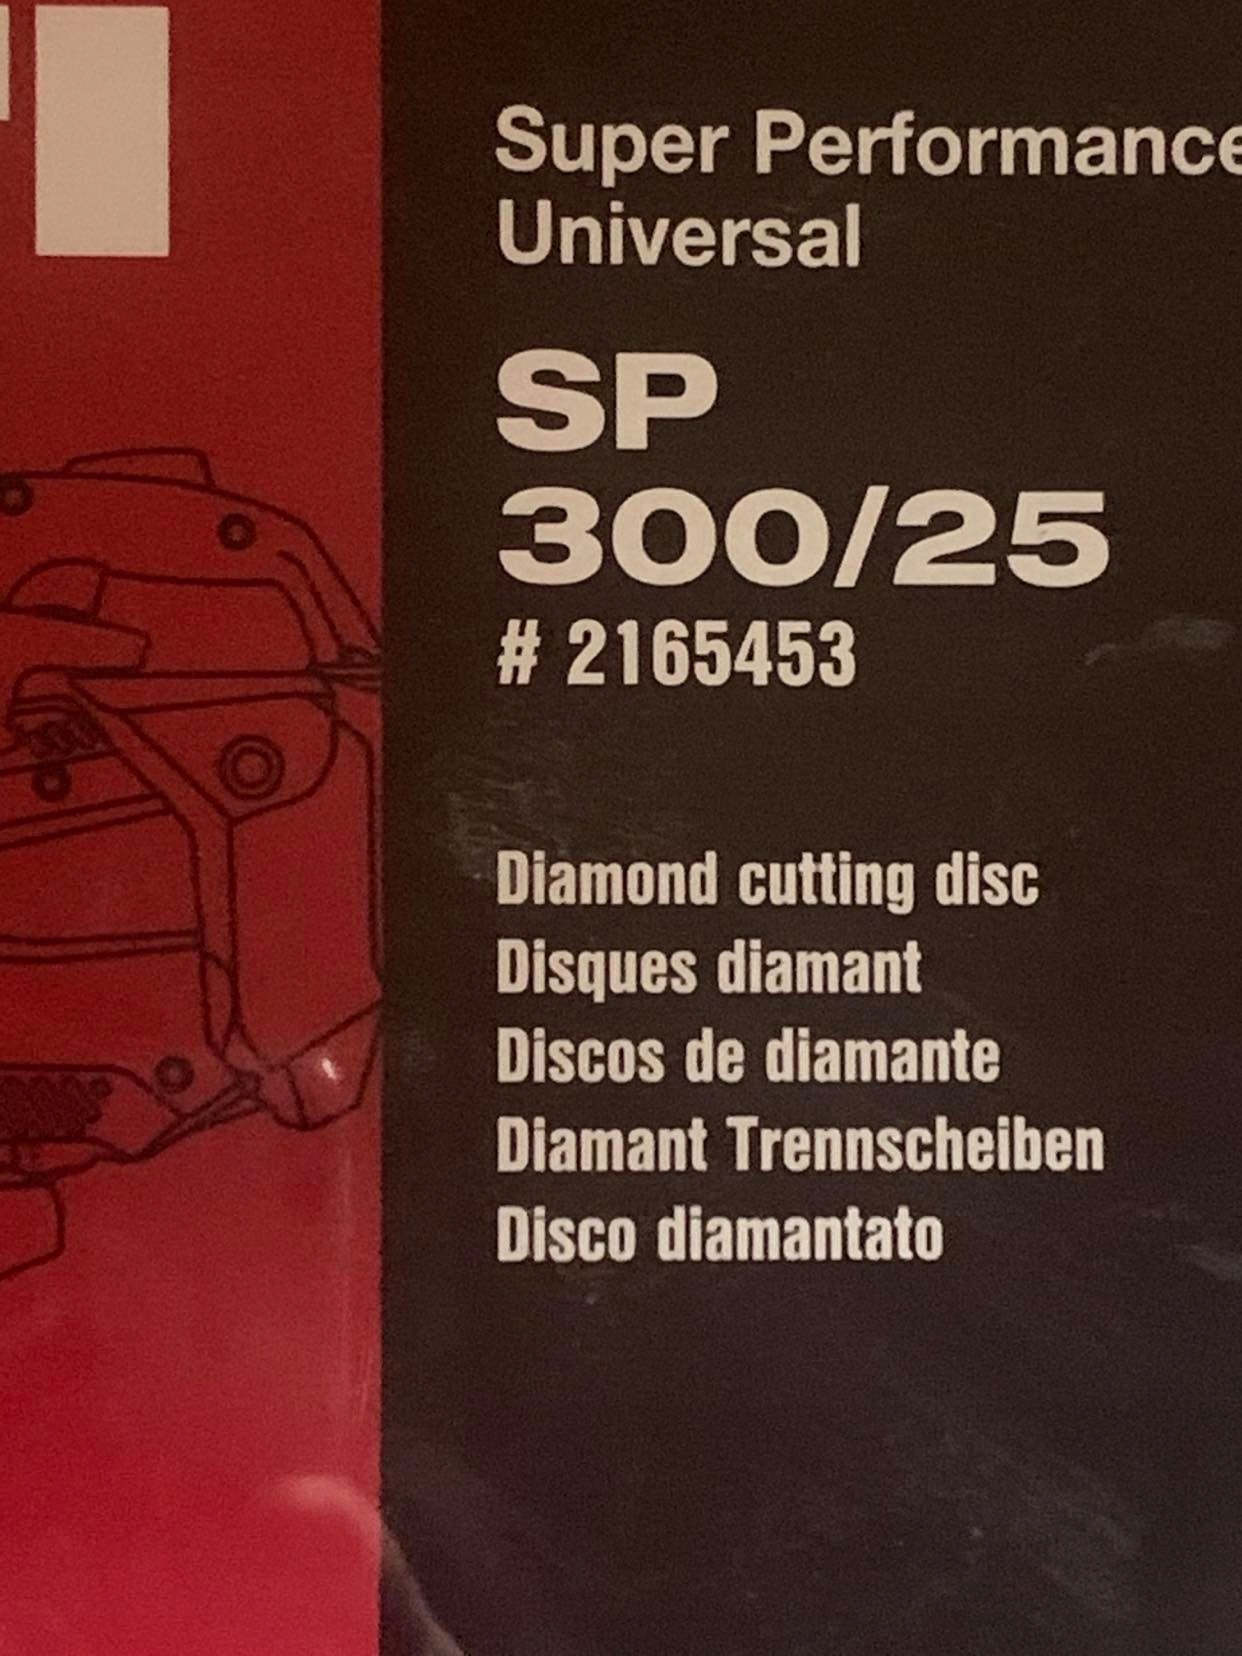 Super Performance
Universal
SP
300/25
# 2165453
Diamond cutting disc
Disques diamant
Discos de diamante
Diamant Trennscheiben
Disco diamantato